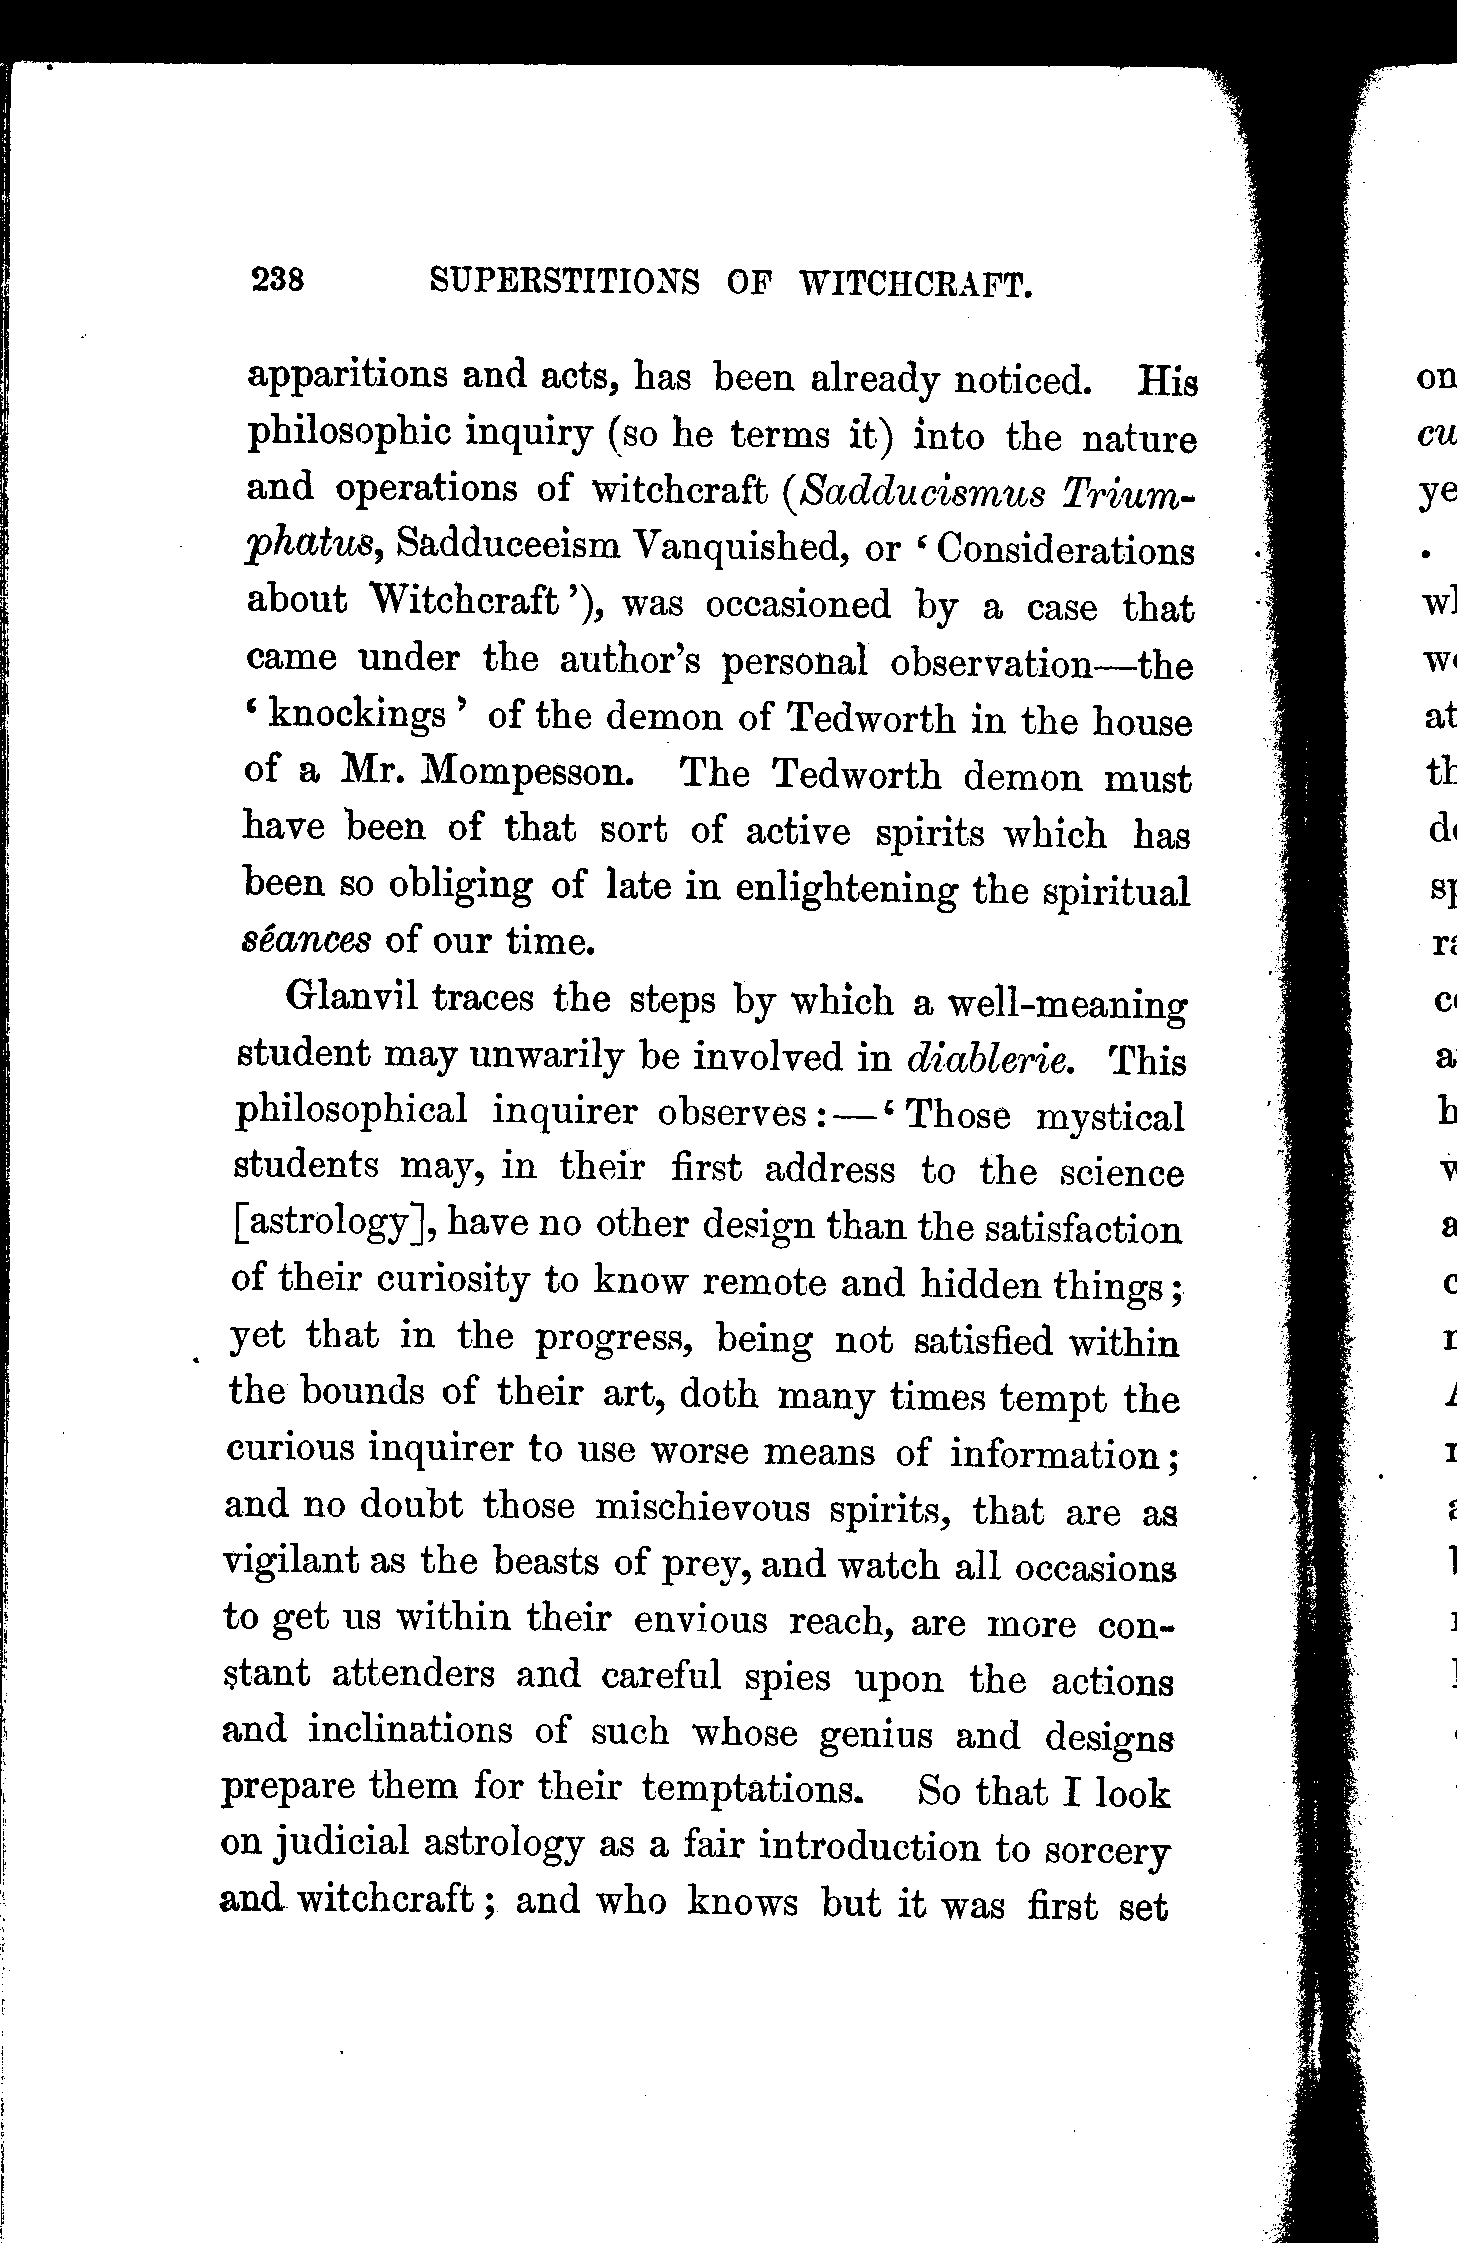 238 SUPERSTITIONS OF WITCHCRAFT.
apparitions and acts, has been already noticed. His
philosophic inquiry (so he terms it) into the nature
and operations of witchcraft (Sadducismus Trium-
phatus, Sadduceeism Vanquished, or ‘ Considerations
about Witchcraft ’), was occasioned by a case that
came under the author’s personal observation—the
‘ knockings ’ of the demon of Tedworth in the house
of a Mr. Mompesson. The Tedworth demon must
have been of that sort of active spirits which has
been so obliging of late in enlightening the spiritual
séances of our time.
Glanvil traces the steps by which a well-meaning
student may unwarily be involved in diablerie. This
philosophical inquirer observes :—‘ Those mystical
students may, in their first address to the science
[astrology], have no other design than the satisfaction
of their curiosity to know remote and hidden things ;
yet that in the progress, being not satisfied within
the bounds of their art, doth many times tempt the
curious inquirer to use worse means of information ;
and no doubt those mischievous spirits, that are as
vigilant as the beasts of prey, and watch all occasions
to get us within their envious reach, are more con-
stant attenders and careful spies upon the actions
and inclinations of such whose genius and designs
prepare them for their temptations. So that I look
on judicial astrology as a fair introduction to sorcery
and witchcraft ; and who knows but it was first set